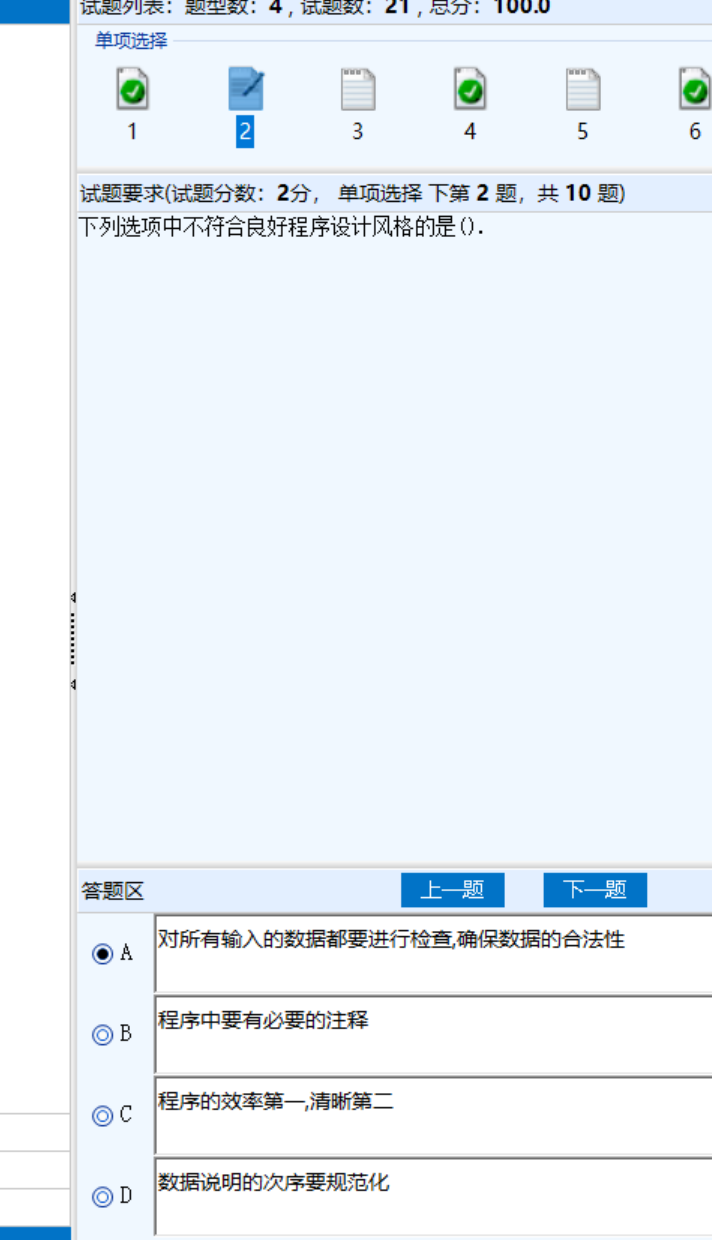 试题列表：题型数：4，试题数：21，总分：100.0
单项选择
1 2 3 4 5 6
试题要求(试题分数：2分， 单项选择 下第 2 题，共 10 题)
下列选项中不符合良好程序设计风格的是().
答题区 上一题 下一题
A 对所有输入的数据都要进行检查,确保数据的合法性
B 程序中要有必要的注释
C 程序的效率第一,清晰第二
D 数据说明的次序要规范化